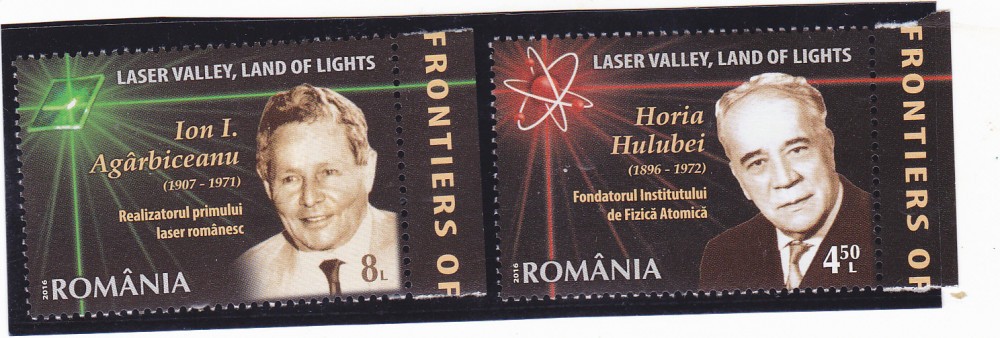 LASER VALLEY, LAND OF LIGHTS
Ion I.
Agârbiceanu
(1907 - 1971)
Realizatorul primului
laser românesc
2016
ROMÂNIA
8L
FRONTIERS OF
LASER VALLEY, LAND OF LIGHTS
Horia
Hulubei
(1896 - 1972)
Fondatorul Institutului
de Fizică Atomică
2016
ROMÂNIA
4.50
L
FRONTIERS OF